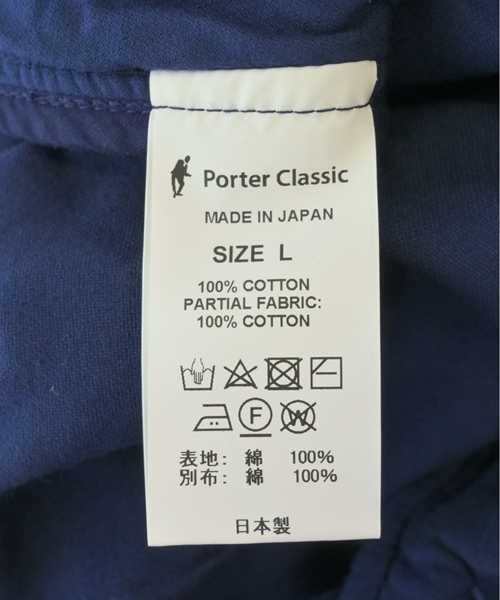 Porter Classic
MADE IN JAPAN
SIZE L
100% COTTON
PARTIAL FABRIC:
100% COTTON
F W
表地： 綿 100%
別布： 綿 100%
日本製